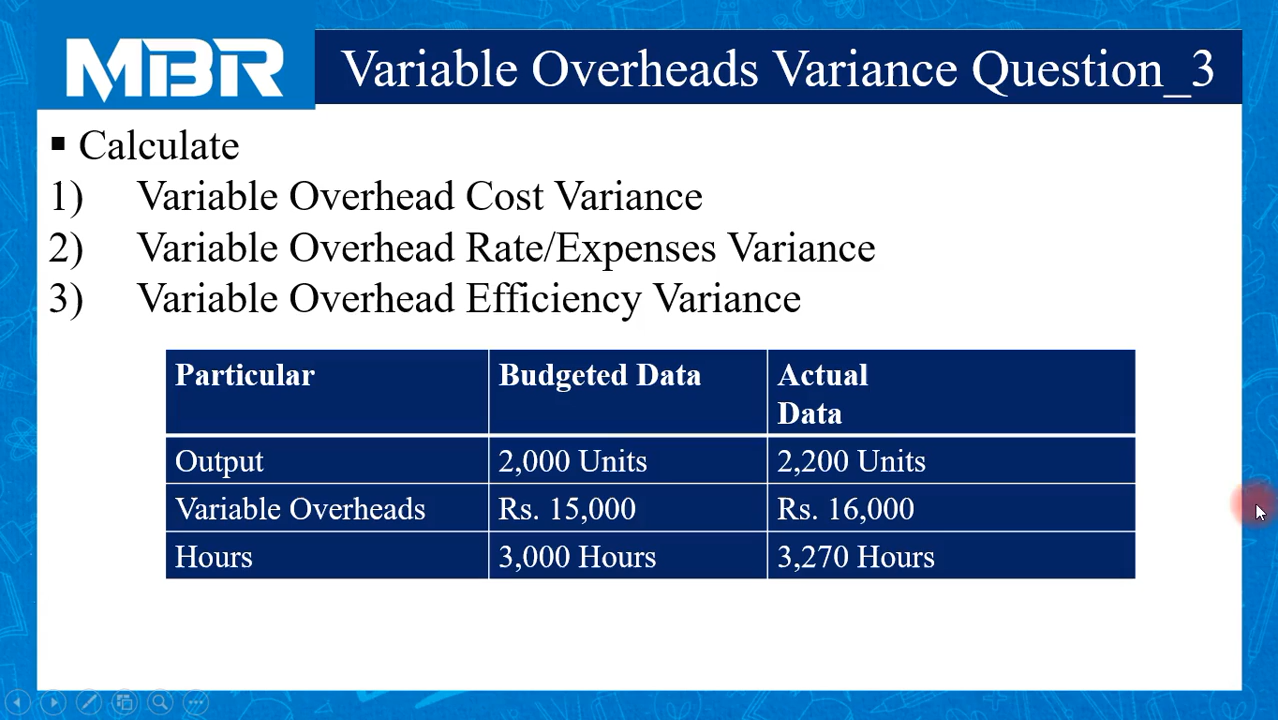 MBR
Variable Overheads Variance Question_3
▪ Calculate
1) Variable Overhead Cost Variance
2) Variable Overhead Rate/Expenses Variance
3) Variable Overhead Efficiency Variance
Particular Budgeted Data Actual
Data
Output 2,000 Units 2,200 Units
Variable Overheads Rs. 15,000 Rs. 16,000
Hours 3,000 Hours 3,270 Hours